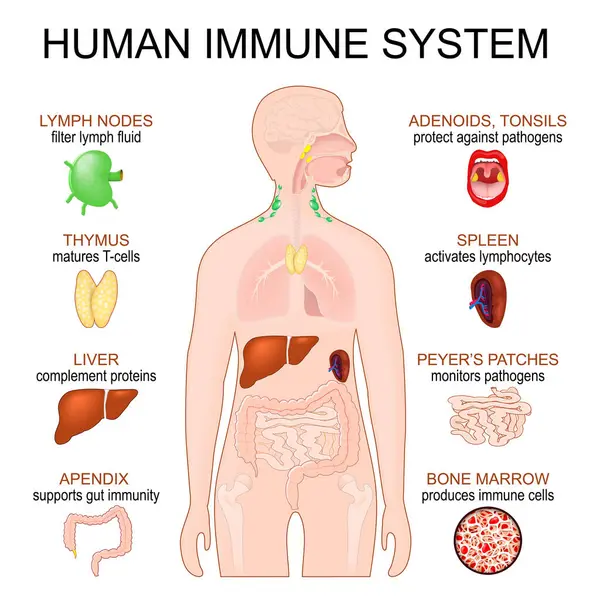 HUMAN IMMUNE SYSTEM
LYMPH NODES
filter lymph fluid
THYMUS
matures T-cells
LIVER
complement proteins
APENDIX
supports gut immunity
ADENOIDS, TONSILS
protect against pathogens
SPLEEN
activates lymphocytes
PEYER'S PATCHES
monitors pathogens
BONE MARROW
produces immune cells